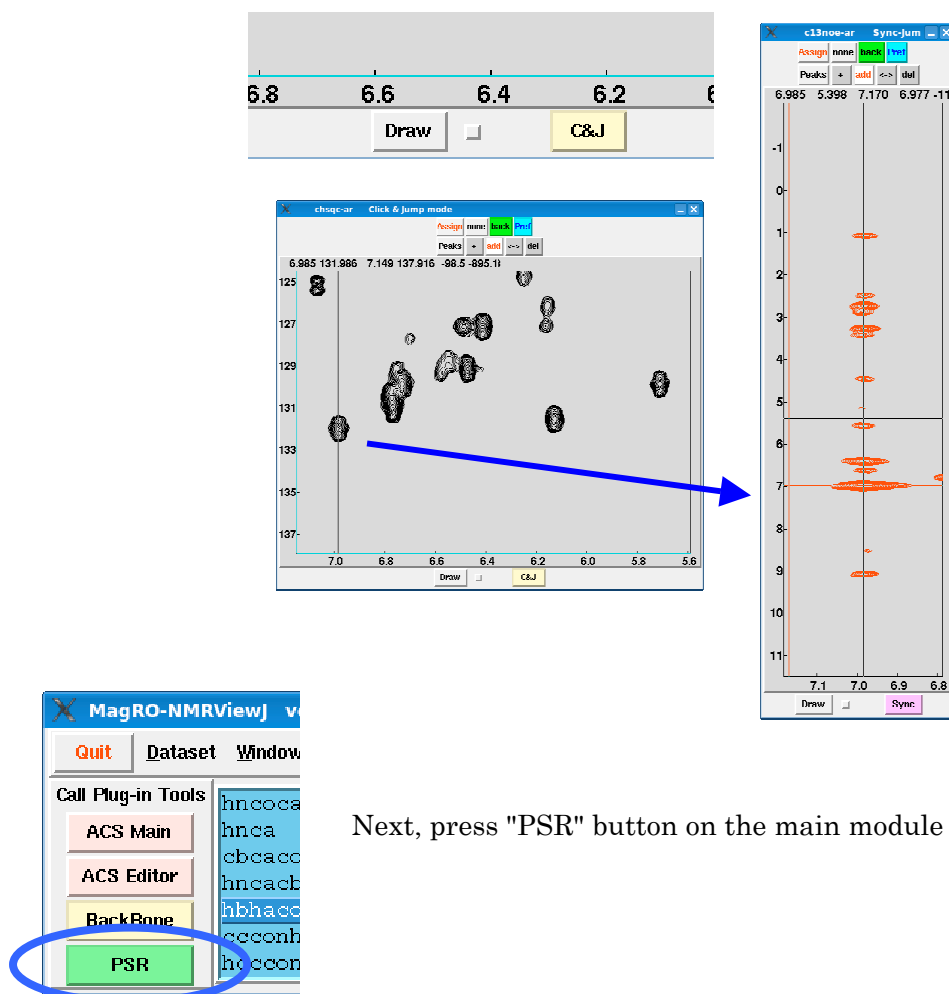 6.8 6.6 6.4 6.2
Draw C&J
chsqc-ar Click & Jump mode
Assign none back Pref
Peaks + add <-> del
6.985 131.986 7.149 137.916 -98.5 -895.1
125
127
129
131
133
135
137
7.0 6.8 6.6 6.4 6.2 6.0 5.8 5.6
Draw C&J
c13noe-ar Sync-Jum
Assign none back Pref
Peaks + add <-> del
6.985 5.398 7.170 6.977 -11
-1
0
1
2
3
4
5
6
7
8
9
10
11
7.1 7.0 6.9 6.8
Draw Sync
MagRO-NMRViewJ
Quit Dataset Window
Call Plug-in Tools
ACS Main
ACS Editor
BackBone
PSR
hncoca
hnca
cbcacc
hncacb
hbhacc
ccconh
hcccon
Next, press "PSR" button on the main module